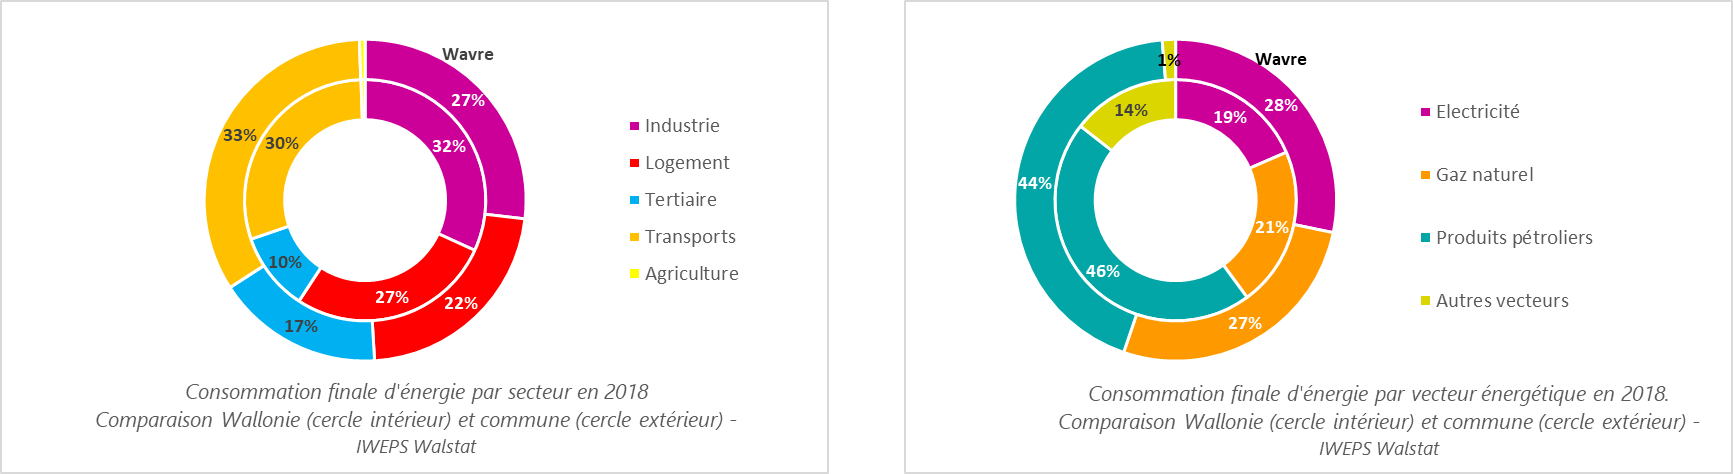 Wavre
27%
32%
33%
30%
10%
27%
22%
17%
Industrie
Logement
Tertiaire
Transports
Agriculture
Consommation finale d'énergie par secteur en 2018
Comparaison Wallonie (cercle intérieur) et commune (cercle extérieur) -
IWEPS Walstat
Wavre
1%
28%
14%
19%
44%
21%
46%
27%
Electricité
Gaz naturel
Produits pétroliers
Autres vecteurs
Consommation finale d'énergie par vecteur énergétique en 2018.
Comparaison Wallonie (cercle intérieur) et commune (cercle extérieur) -
IWEPS Walstat